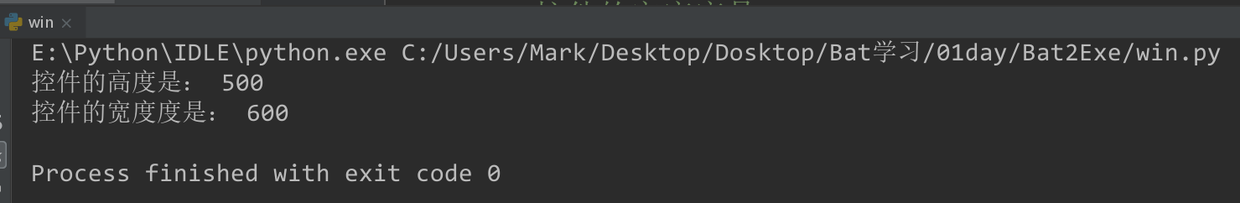 win
E:\Python\IDLE\python.exe C:/Users/Mark/Desktop/Dosktop/Bat学习/01day/Bat2Exe/win.py
控件的高度是： 500
控件的宽度度是： 600
Process finished with exit code 0